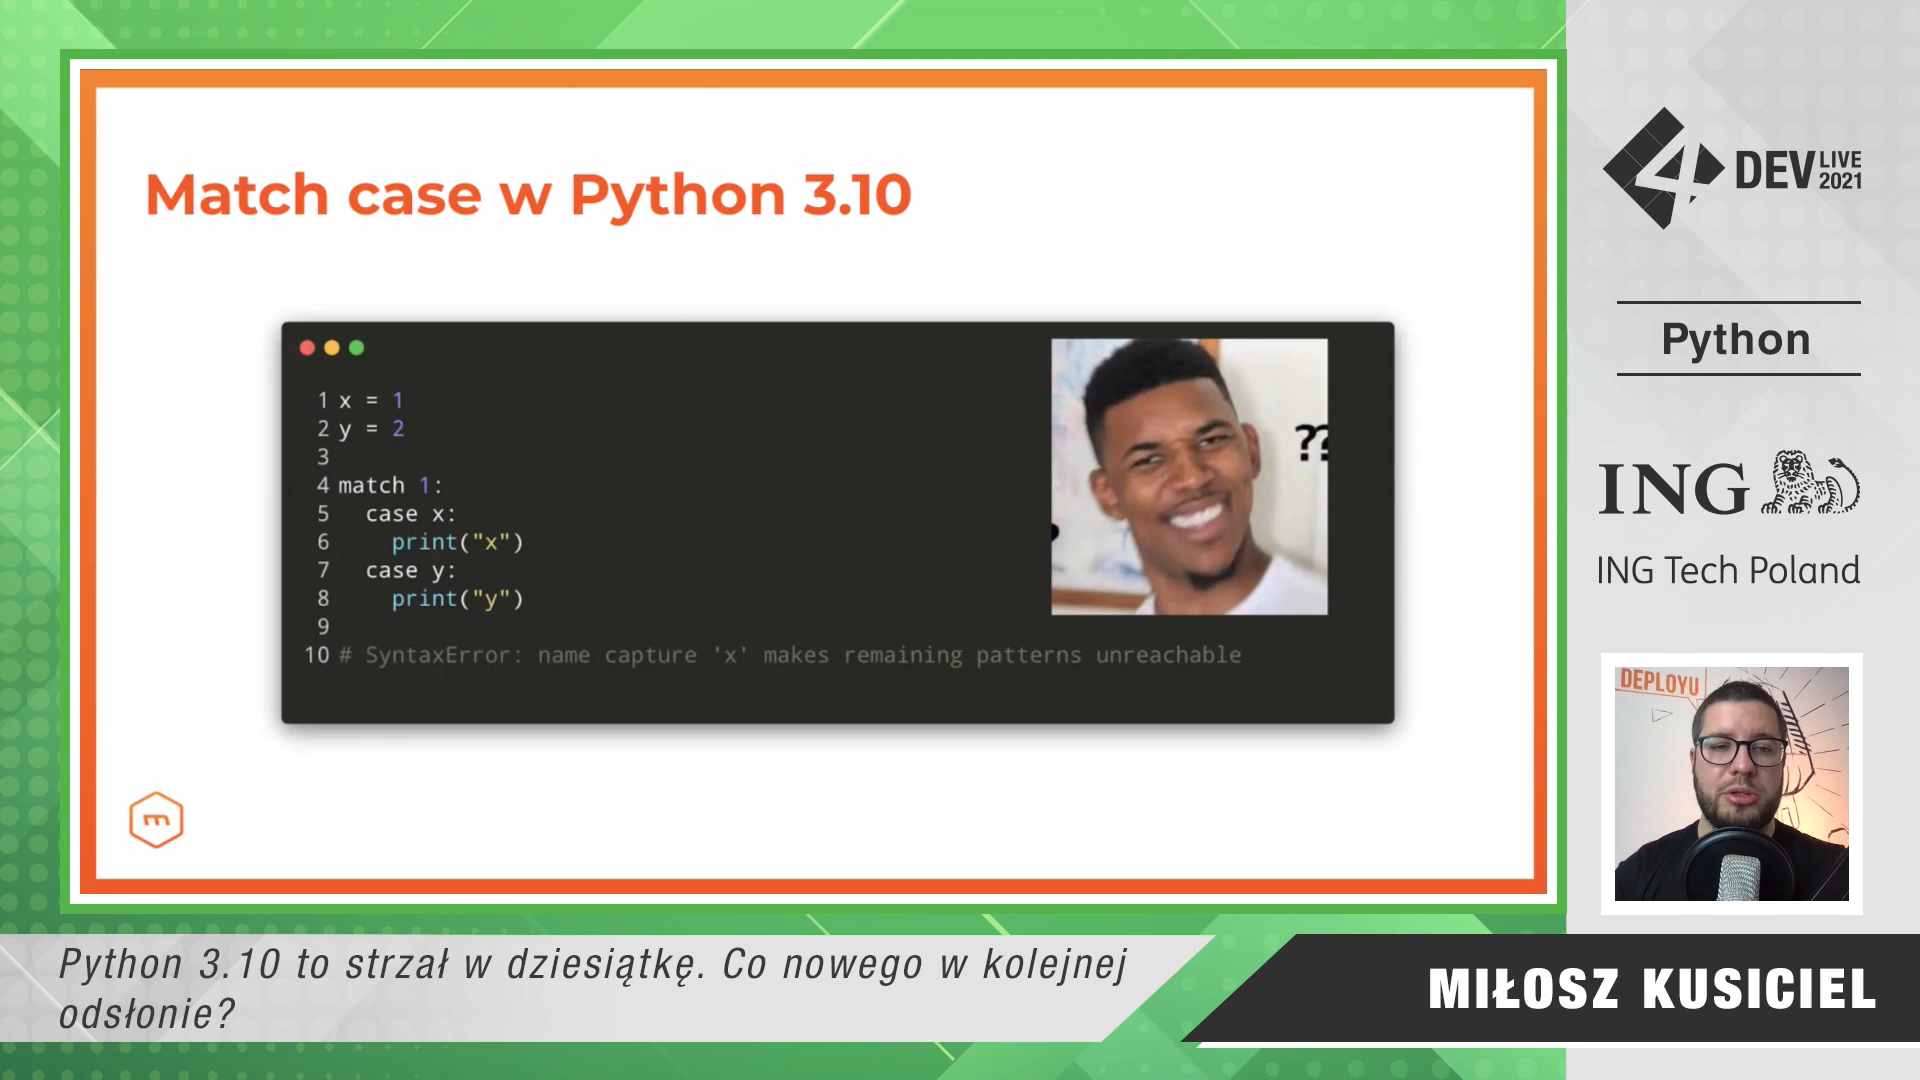 Match case w Python 3.10
1 x = 1
2 y = 2
3
4 match 1:
5 case x:
6 print("x")
7 case y:
8 print("y")
9
10 # SyntaxError: name capture 'x' makes remaining patterns unreachable
??
m
4 DEV LIVE 2021
Python
ING
ING Tech Poland
DEPLOYU
Python 3.10 to strzał w dziesiątkę. Co nowego w kolejnej
odsłonie?
MIŁOSZ KUSICIEL